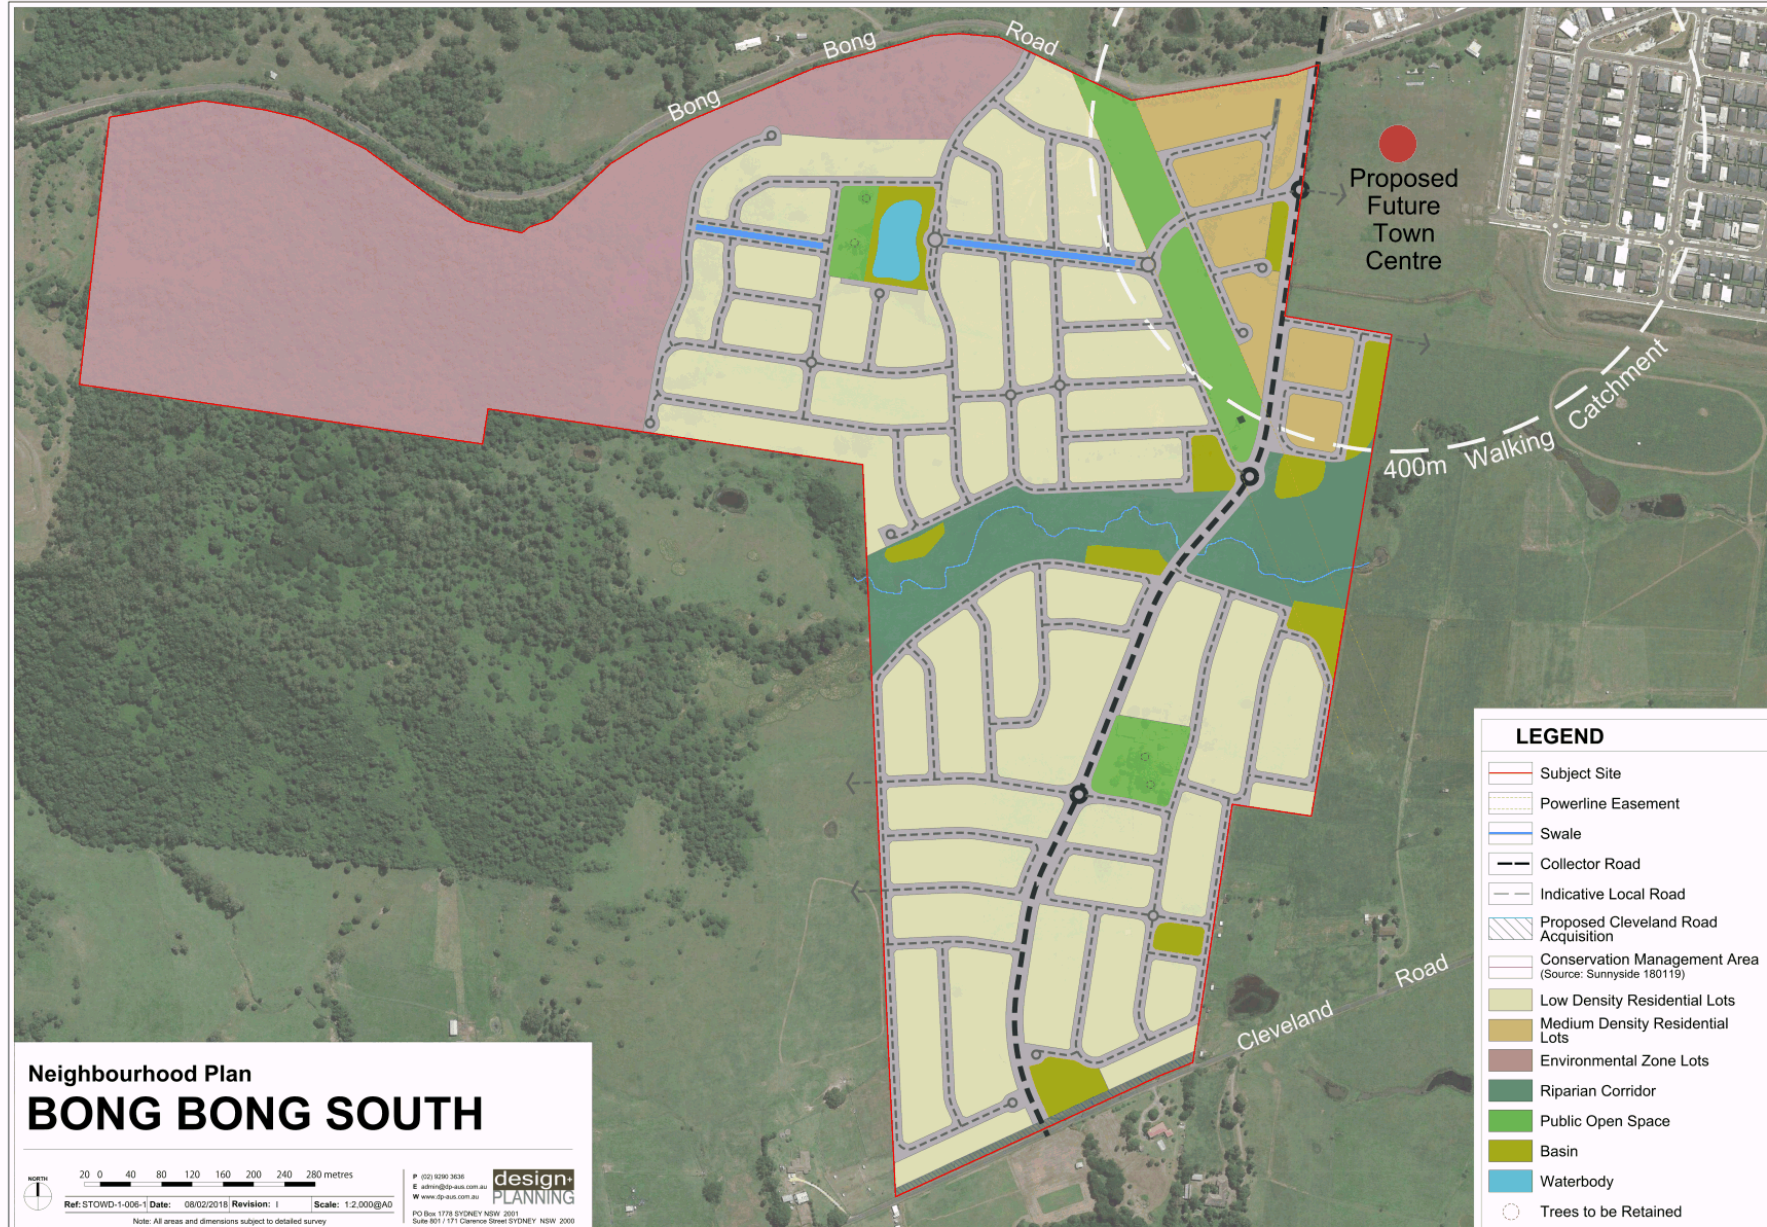 Bong
Bong
Road
Proposed
Future
Town
Centre
400m Walking Catchment
Cleveland Road
LEGEND
Subject Site
Powerline Easement
Swale
Collector Road
Indicative Local Road
Proposed Cleveland Road
Acquisition
Conservation Management Area
(Source: Sunnyside 180119)
Low Density Residential Lots
Medium Density Residential
Lots
Environmental Zone Lots
Riparian Corridor
Public Open Space
Basin
Waterbody
Trees to be Retained
Neighbourhood Plan
BONG BONG SOUTH
NORTH
20 0 40 80 120 160 200 240 280 metres
Ref: STOWD-1-006-1 Date: 08/02/2018 Revision: I Scale: 1:2,000@A0
Note: All areas and dimensions subject to detailed survey
P (02) 9290 3636
E admin@dp-aus.com.au
W www.dp-aus.com.au
design+
PLANNING
PO Box 1778 SYDNEY NSW 2001
Suite 801 / 171 Clarence Street SYDNEY NSW 2000